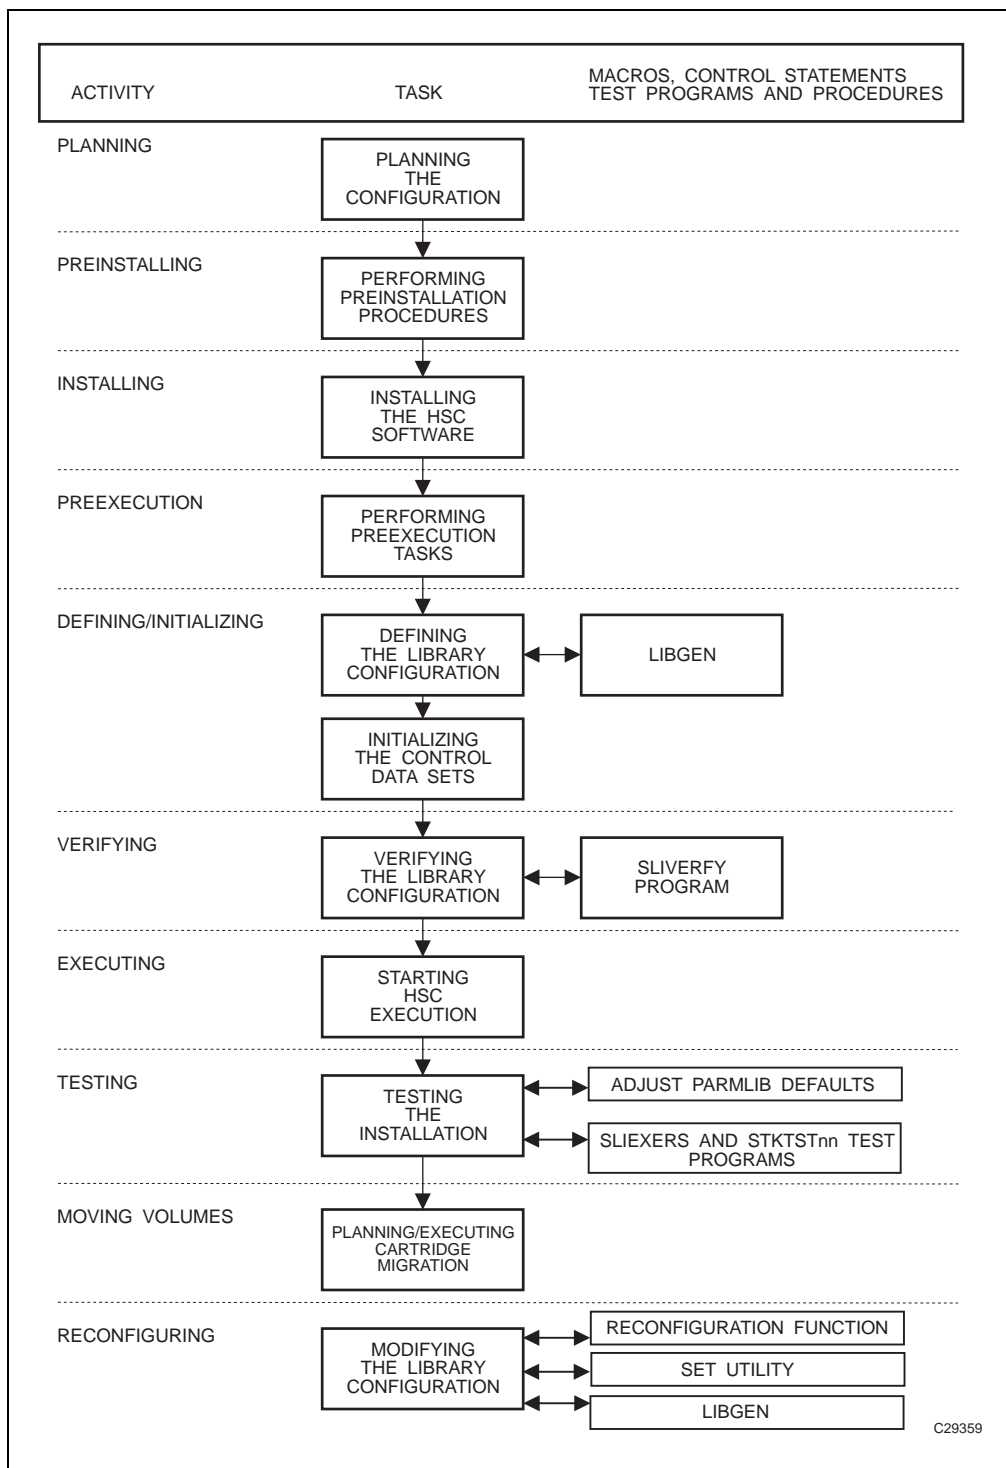 ACTIVITY
TASK
MACROS, CONTROL STATEMENTS
TEST PROGRAMS AND PROCEDURES
PLANNING
PLANNING
THE
CONFIGURATION
PREINSTALLING
PERFORMING
PREINSTALLATION
PROCEDURES
INSTALLING
INSTALLING
THE HSC
SOFTWARE
PREEXECUTION
PERFORMING
PREEXECUTION
TASKS
DEFINING/INITIALIZING
DEFINING
THE LIBRARY
CONFIGURATION
LIBGEN
INITIALIZING
THE CONTROL
DATA SETS
VERIFYING
VERIFYING
THE LIBRARY
CONFIGURATION
SLIVERFY
PROGRAM
EXECUTING
STARTING
HSC
EXECUTION
TESTING
TESTING
THE
INSTALLATION
ADJUST PARMLIB DEFAULTS
SLIEXERS AND STKTSTnn TEST
PROGRAMS
MOVING VOLUMES
PLANNING/EXECUTING
CARTRIDGE
MIGRATION
RECONFIGURING
MODIFYING
THE LIBRARY
CONFIGURATION
RECONFIGURATION FUNCTION
SET UTILITY
LIBGEN
C29359